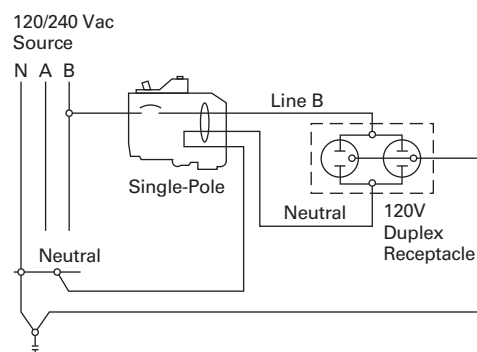 120/240 Vac
Source
N A B
Line B
Single-Pole
Neutral
120V
Duplex
Receptacle
Neutral